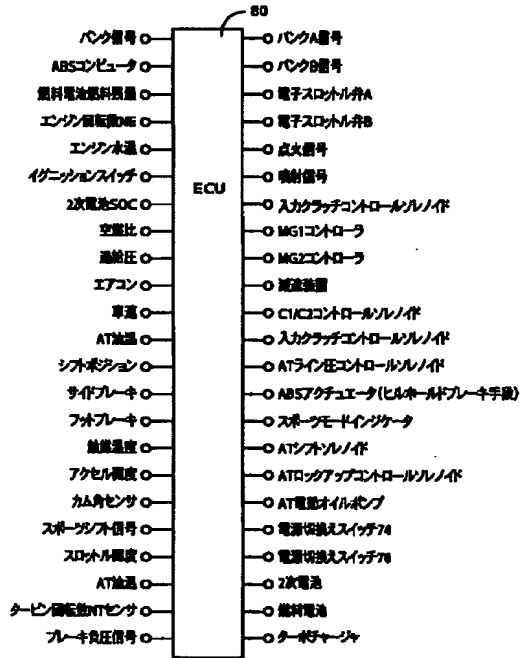 80
ECU
バンク信号
ABSコンピュータ
燃料電池燃料残量
エンジン回転数NE
エンジン水温
イグニッションスイッチ
2次電池SOC
空燃比
過給圧
エアコン
車速
AT油温
シフトポジション
サイドブレーキ
フットブレーキ
触媒温度
アクセル開度
カム角センサ
スポーツシフト信号
スロットル開度
AT油温
タービン回転数NTセンサ
ブレーキ負圧信号
バンクA信号
バンクB信号
電子スロットル弁A
電子スロットル弁B
点火信号
噴射信号
入力クラッチコントロールソレノイド
MG1コントローラ
MG2コントローラ
減速装置
C1/C2コントロールソレノイド
入力クラッチコントロールソレノイド
ATライン圧コントロールソレノイド
ABSアクチュエータ(ヒルホールドブレーキ手段)
スポーツモードインジケータ
ATシフトソレノイド
ATロックアップコントロールソレノイド
AT電動オイルポンプ
電源切換えスイッチ74
電源切換えスイッチ76
2次電池
燃料電池
ターボチャージャ